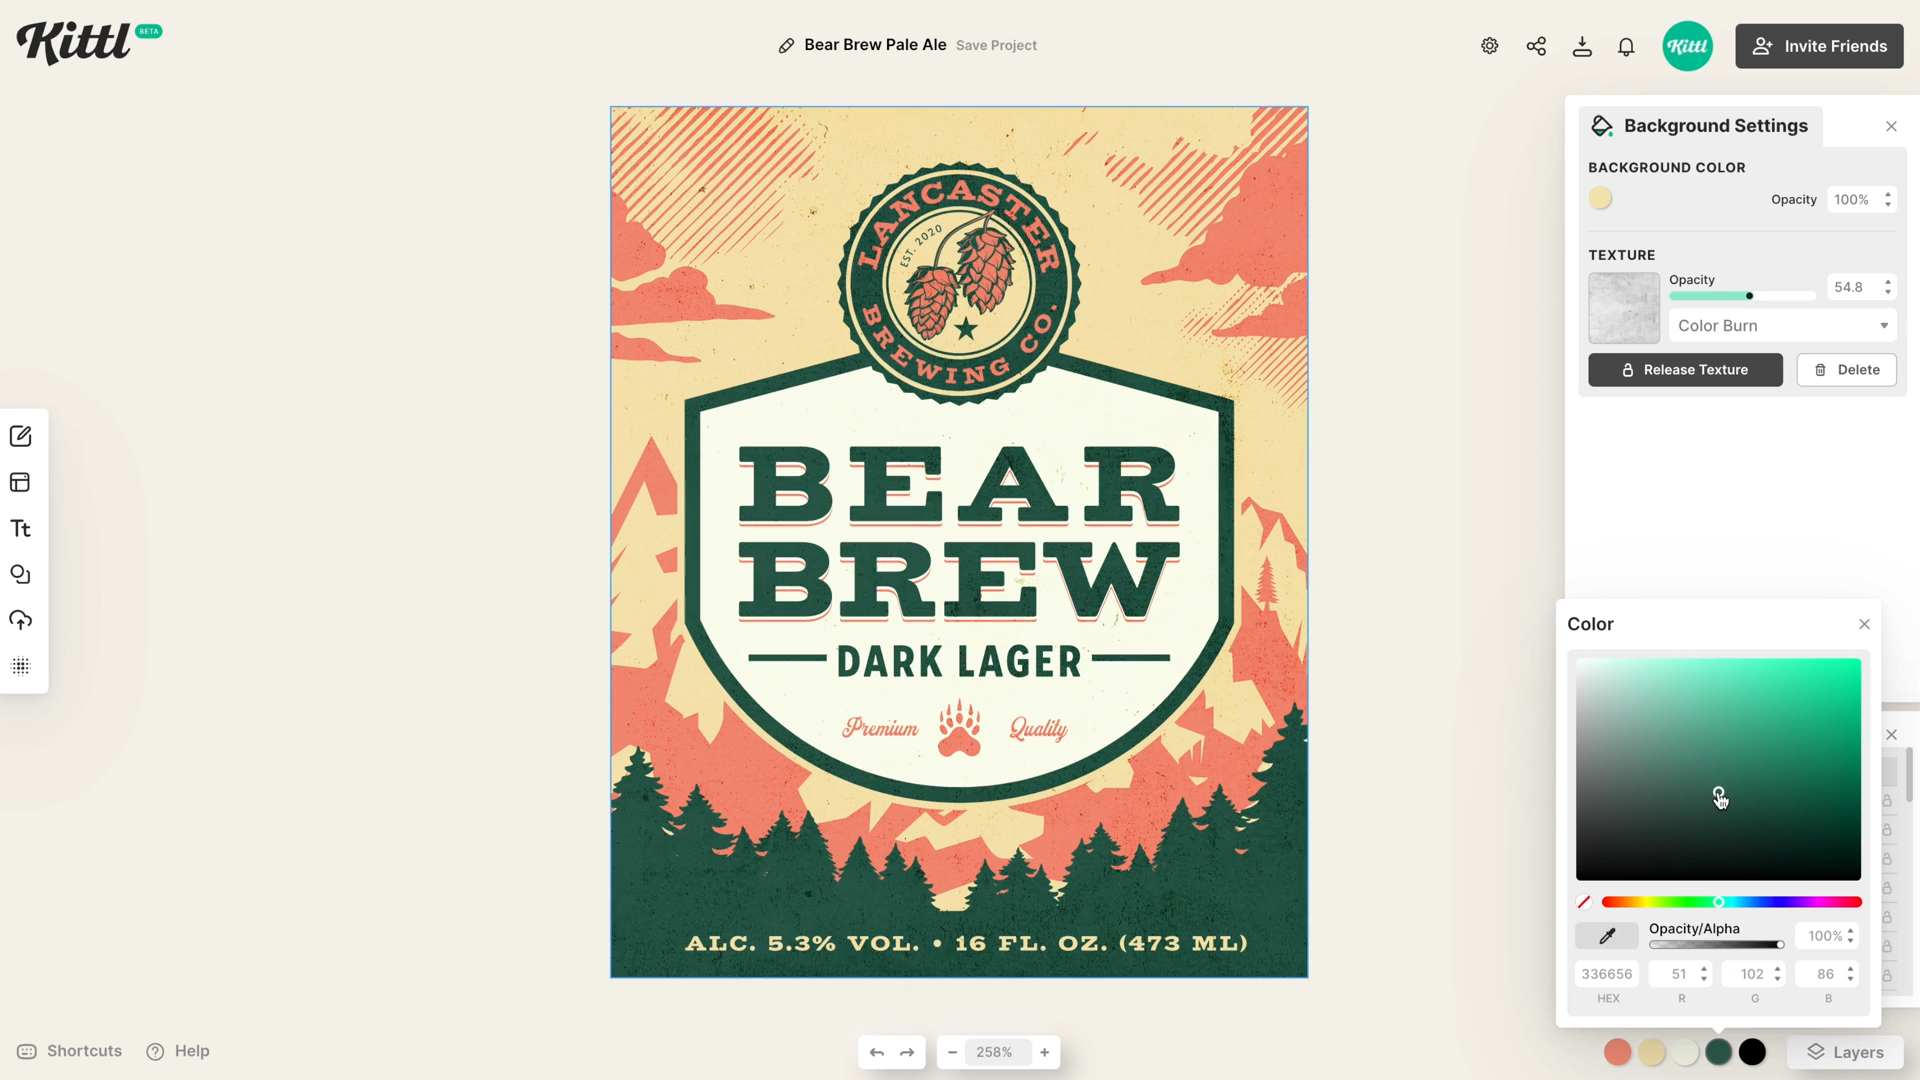 Kittl BETA
Bear Brew Pale Ale Save Project
Kittl
Invite Friends
LANCASTER
EST. 2020
BREWING CO.
BEAR
BREW
DARK LAGER
Premium Quality
ALC. 5.3% VOL. • 16 FL. OZ. (473 ML)
Background Settings
BACKGROUND COLOR
Opacity 100%
TEXTURE
Opacity
54.8
Color Burn
Release Texture
Delete
Tt
Color
Opacity/Alpha
100%
336656 51 102 86
HEX R G B
Shortcuts
Help
258%
Layers